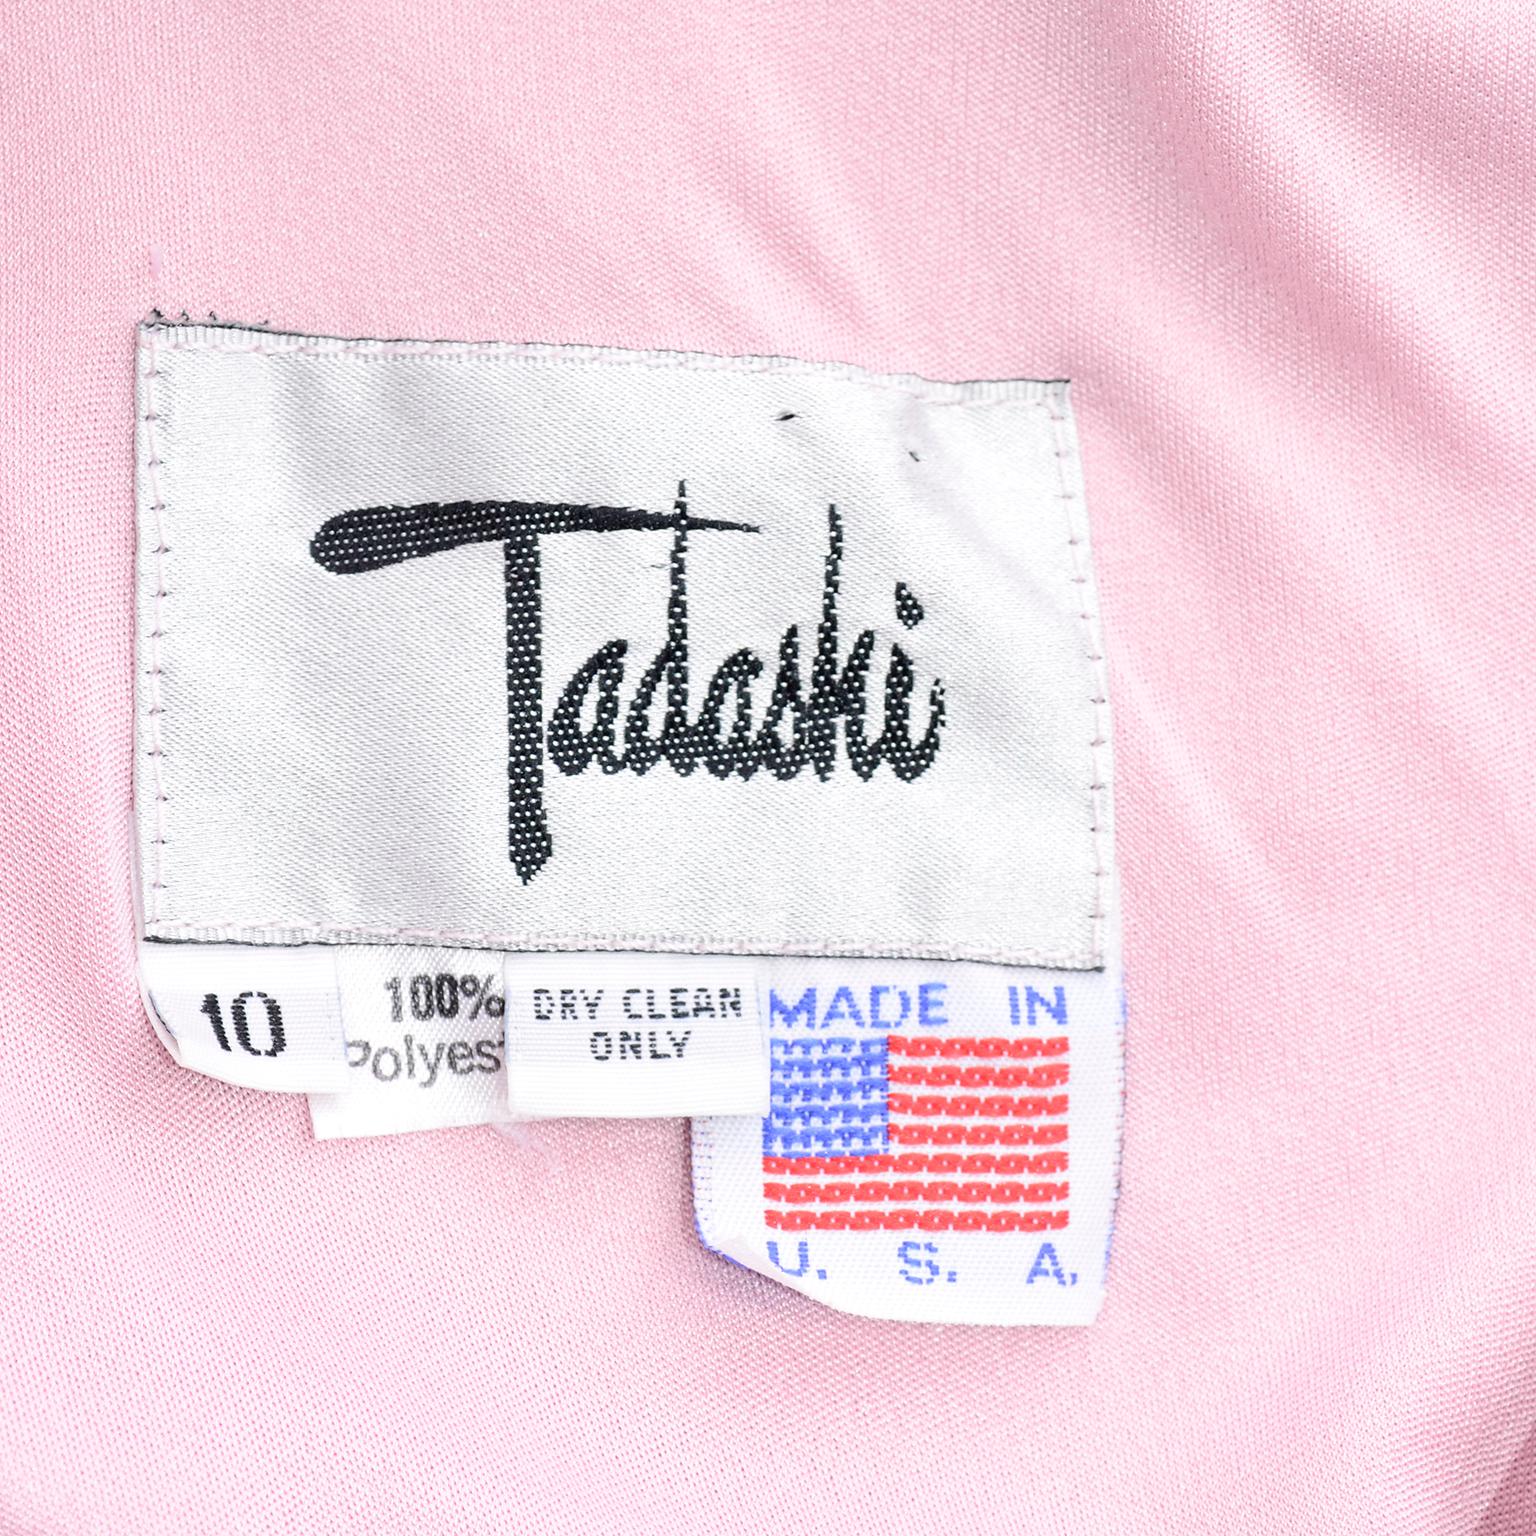 Tadashi
10
100%
Polyest
DRY CLEAN
ONLY
MADE IN
U. S. A.